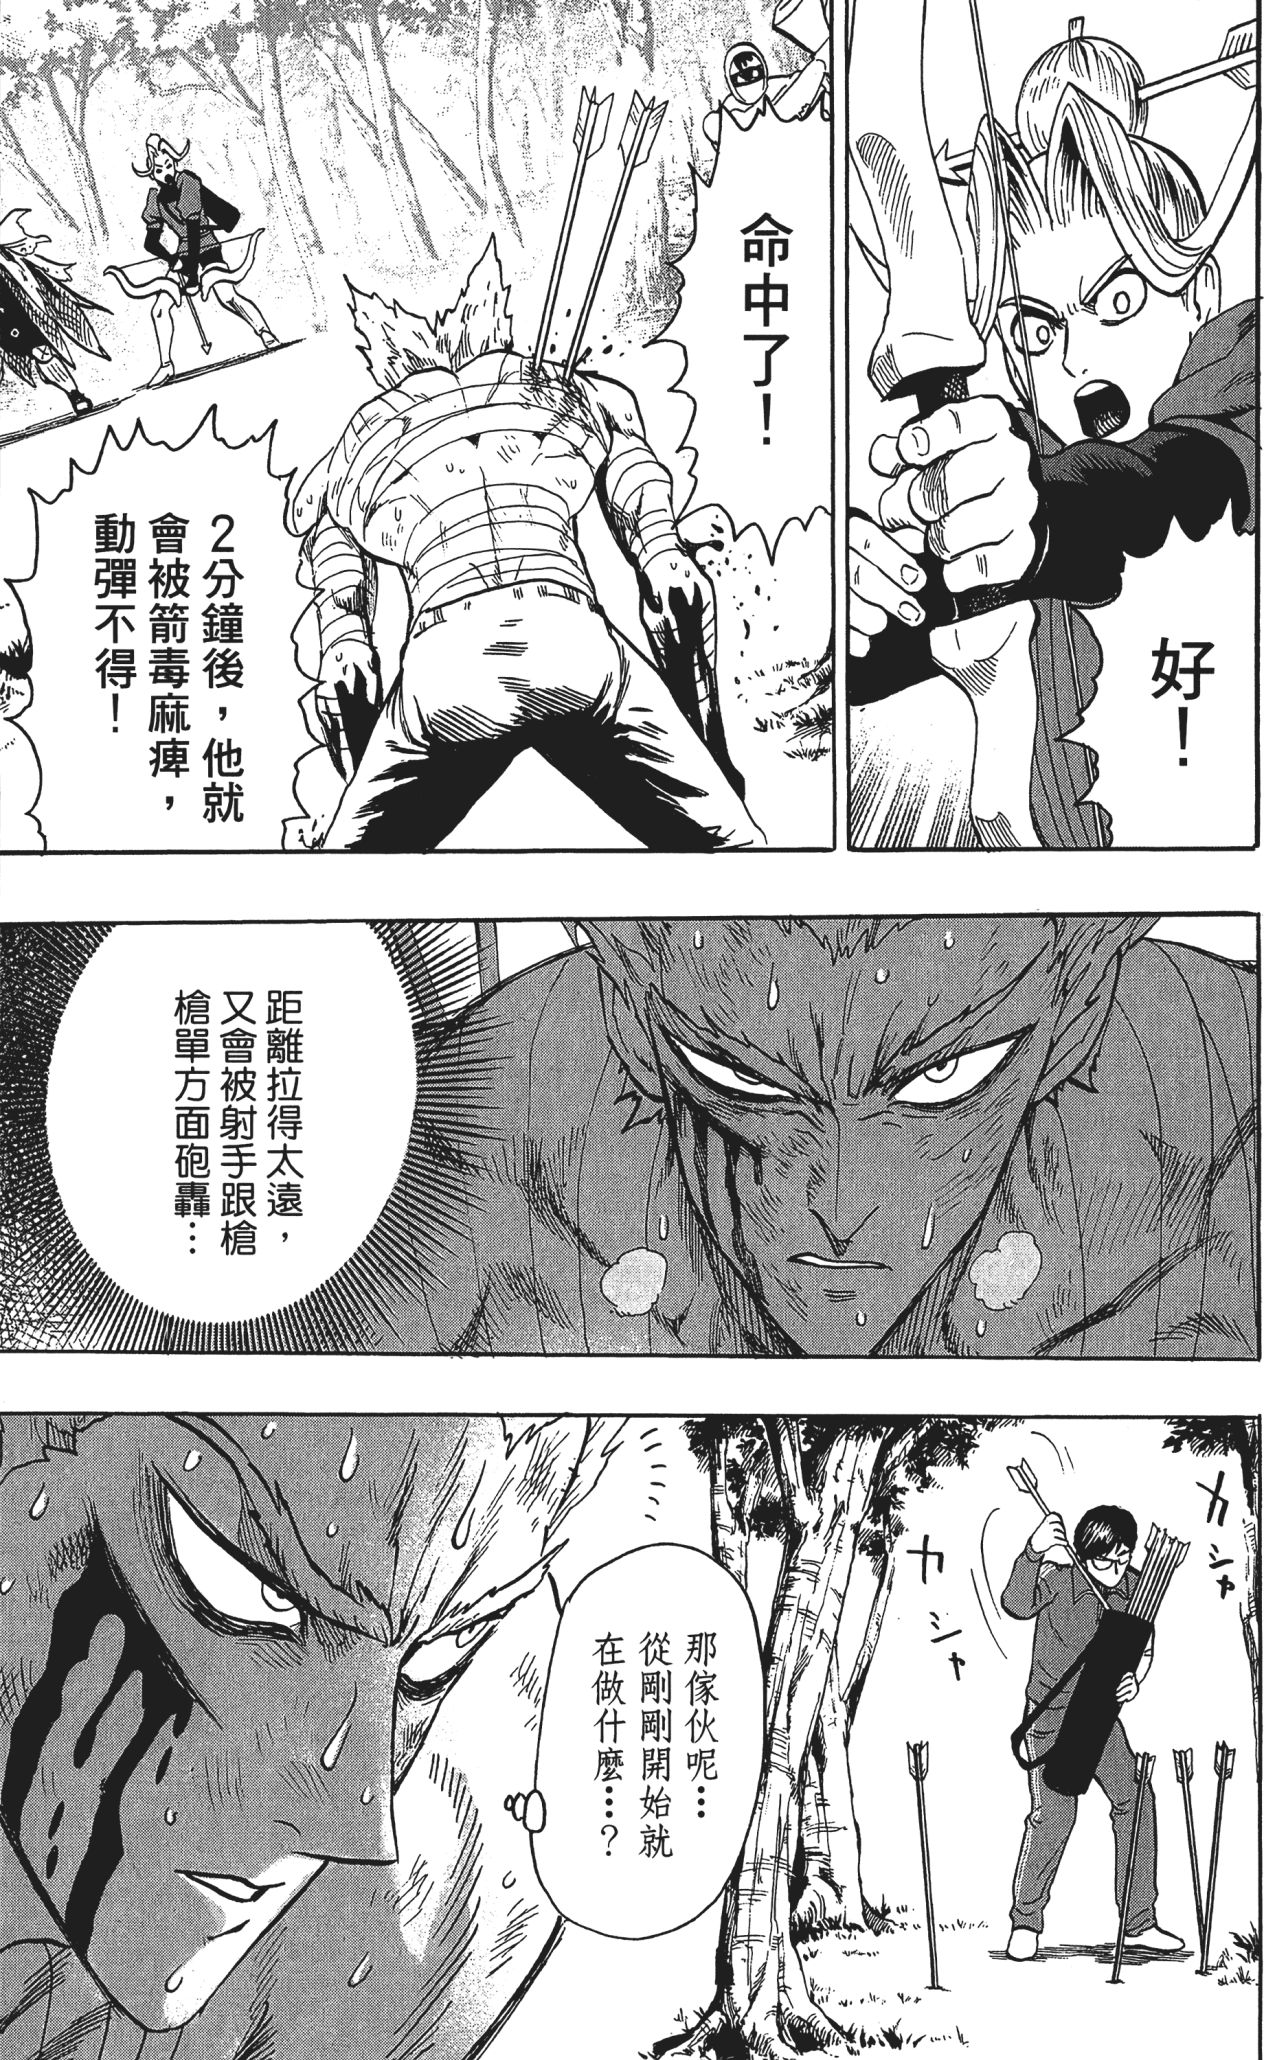 好！
命中了！
2分鐘後，他就
會被箭毒麻痺，
動彈不得！
距離拉得太遠，
又會被射手跟槍
槍單方面砲轟…
カシャ
カシャ
那傢伙呢…
從剛剛開始就
在做什麼…？